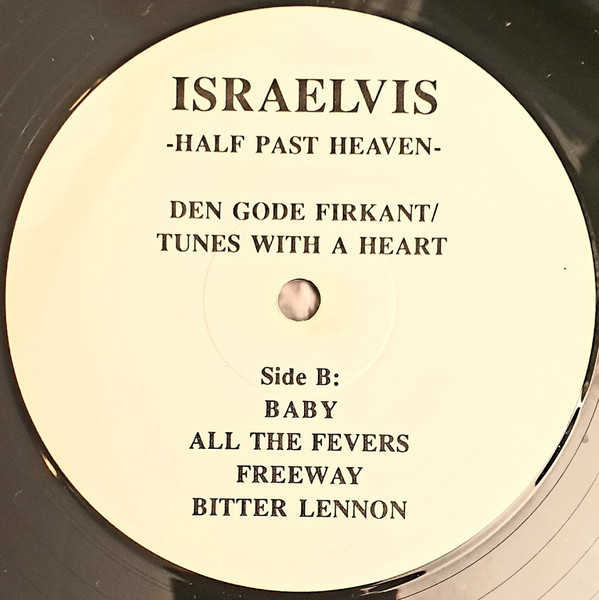 ISRAELVIS
-HALF PAST HEAVEN-
DEN GODE FIRKANT/
TUNES WITH A HEART
Side B:
BABY
ALL THE FEVERS
FREEWAY
BITTER LENNON